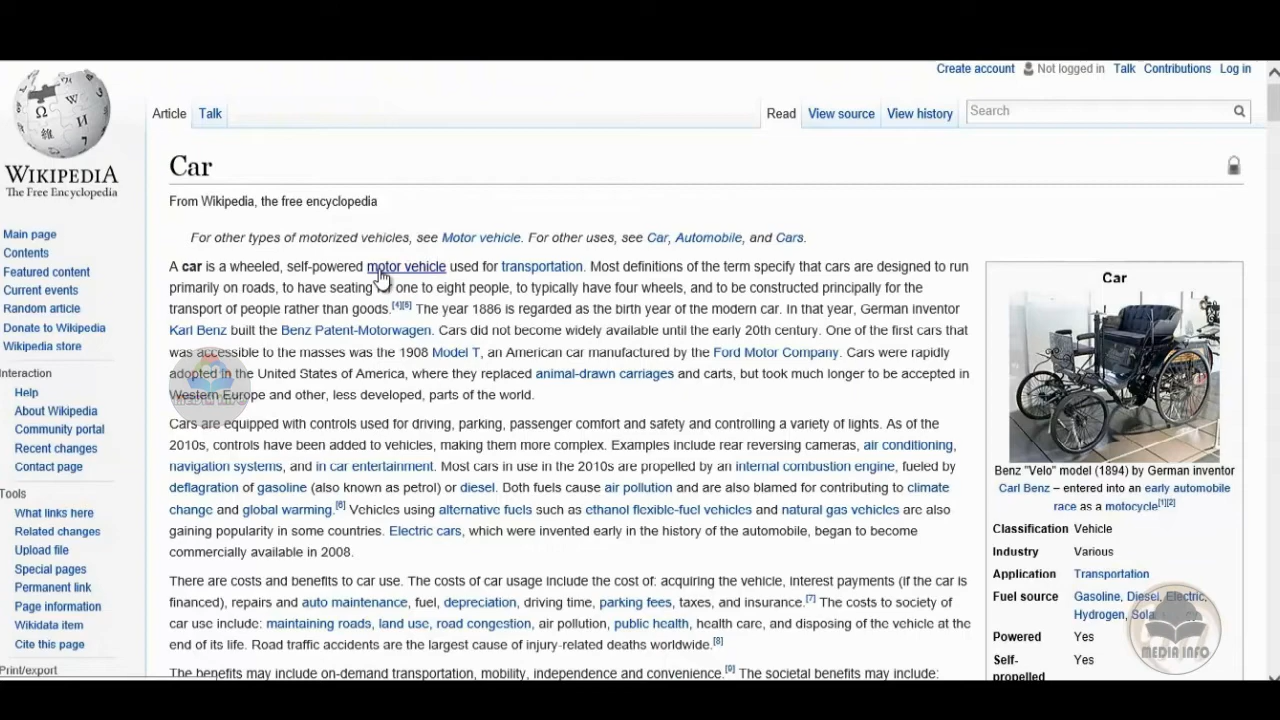 Create account Not logged in Talk Contributions Log in
Article Talk Read View source View history Search
WIKIPEDIA
The Free Encyclopedia
Main page
Contents
Featured content
Current events
Random article
Donate to Wikipedia
Wikipedia store
Interaction
Help
About Wikipedia
Community portal
Recent changes
Contact page
Tools
What links here
Related changes
Upload file
Special pages
Permanent link
Page information
Wikidata item
Cite this page
Print/export
Car
From Wikipedia, the free encyclopedia
For other types of motorized vehicles, see Motor vehicle. For other uses, see Car, Automobile, and Cars.
A car is a wheeled, self-powered motor vehicle used for transportation. Most definitions of the term specify that cars are designed to run
primarily on roads, to have seating for one to eight people, to typically have four wheels, and to be constructed principally for the
transport of people rather than goods.[4][5] The year 1886 is regarded as the birth year of the modern car. In that year, German inventor
Karl Benz built the Benz Patent-Motorwagen. Cars did not become widely available until the early 20th century. One of the first cars that
was accessible to the masses was the 1908 Model T, an American car manufactured by the Ford Motor Company. Cars were rapidly
adopted in the United States of America, where they replaced animal-drawn carriages and carts, but took much longer to be accepted in
Western Europe and other, less developed, parts of the world.
Cars are equipped with controls used for driving, parking, passenger comfort and safety and controlling a variety of lights. As of the
2010s, controls have been added to vehicles, making them more complex. Examples include rear reversing cameras, air conditioning,
navigation systems, and in car entertainment. Most cars in use in the 2010s are propelled by an internal combustion engine, fueled by
deflagration of gasoline (also known as petrol) or diesel. Both fuels cause air pollution and are also blamed for contributing to climate
change and global warming.[6] Vehicles using alternative fuels such as ethanol flexible-fuel vehicles and natural gas vehicles are also
gaining popularity in some countries. Electric cars, which were invented early in the history of the automobile, began to become
commercially available in 2008.
There are costs and benefits to car use. The costs of car usage include the cost of: acquiring the vehicle, interest payments (if the car is
financed), repairs and auto maintenance, fuel, depreciation, driving time, parking fees, taxes, and insurance.[7] The costs to society of
car use include: maintaining roads, land use, road congestion, air pollution, public health, health care, and disposing of the vehicle at the
end of its life. Road traffic accidents are the largest cause of injury-related deaths worldwide.[8]
The benefits may include on-demand transportation, mobility, independence and convenience.[9] The societal benefits may include:
Car
Benz "Velo" model (1894) by German inventor
Carl Benz – entered into an early automobile
race as a motocycle[1][2]
Classification Vehicle
Industry Various
Application Transportation
Fuel source Gasoline, Diesel, Electric,
Hydrogen, Sola
Powered Yes
Self-
propelled Yes
MEDIA INFO
MEDIA INFO